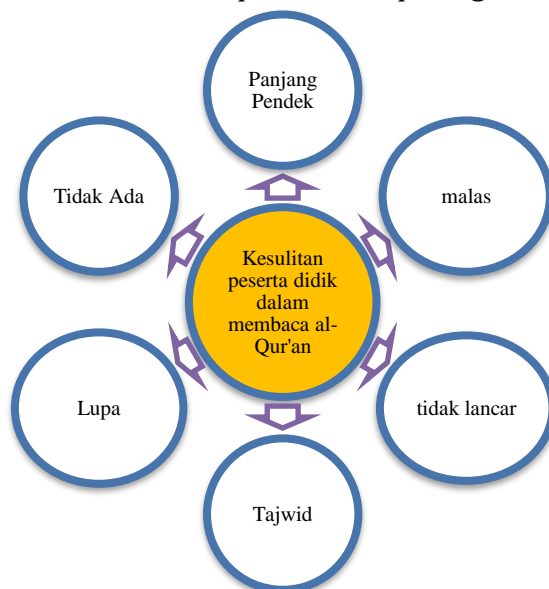 Panjang
Pendek
Tidak Ada
malas
Kesulitan
peserta didik
dalam
membaca al-
Qur'an
Lupa
tidak lancar
Tajwid